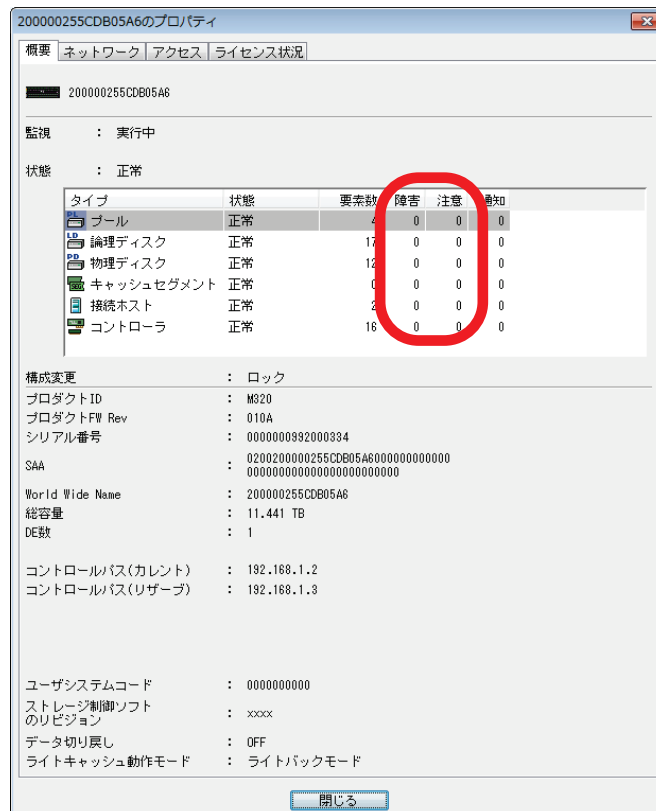 200000255CDB05A6のプロパティ
概要 ネットワーク アクセス ライセンス状況
200000255CDB05A6
監視 : 実行中
状態 : 正常
タイプ 状態 要素数 障害 注意 通知
プール 正常 4 0 0 0
論理ディスク 正常 17 0 0 0
物理ディスク 正常 12 0 0 0
キャッシュセグメント 正常 0 0 0 0
接続ホスト 正常 2 0 0 0
コントローラ 正常 16 0 0 0
構成変更 : ロック
プロダクトID : M320
プロダクトFW Rev : 010A
シリアル番号 : 0000000992000334
SAA : 0200200000255CDB05A6000000000000
000000000000000000000000
World Wide Name : 200000255CDB05A6
総容量 : 11.441 TB
DE数 : 1
コントロールパス(カレント) : 192.168.1.2
コントロールパス(リザーブ) : 192.168.1.3
ユーザシステムコード : 0000000000
ストレージ制御ソフト
のリビジョン : xxxx
データ切り戻し : OFF
ライトキャッシュ動作モード : ライトバックモード
閉じる